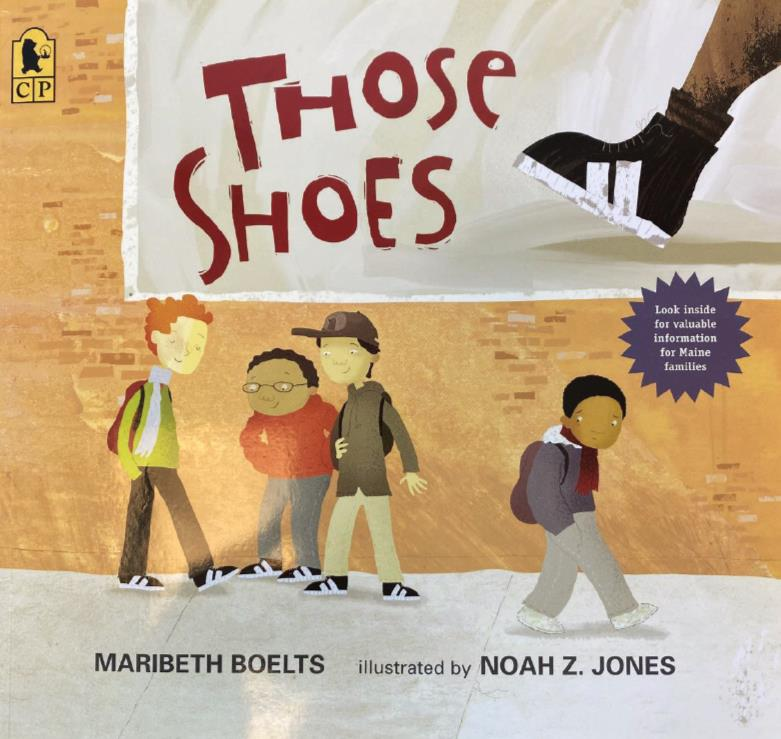 CP
THOSE
SHOES
Look inside
for valuable
information
for Maine
families
MARIBETH BOELTS illustrated by NOAH Z. JONES